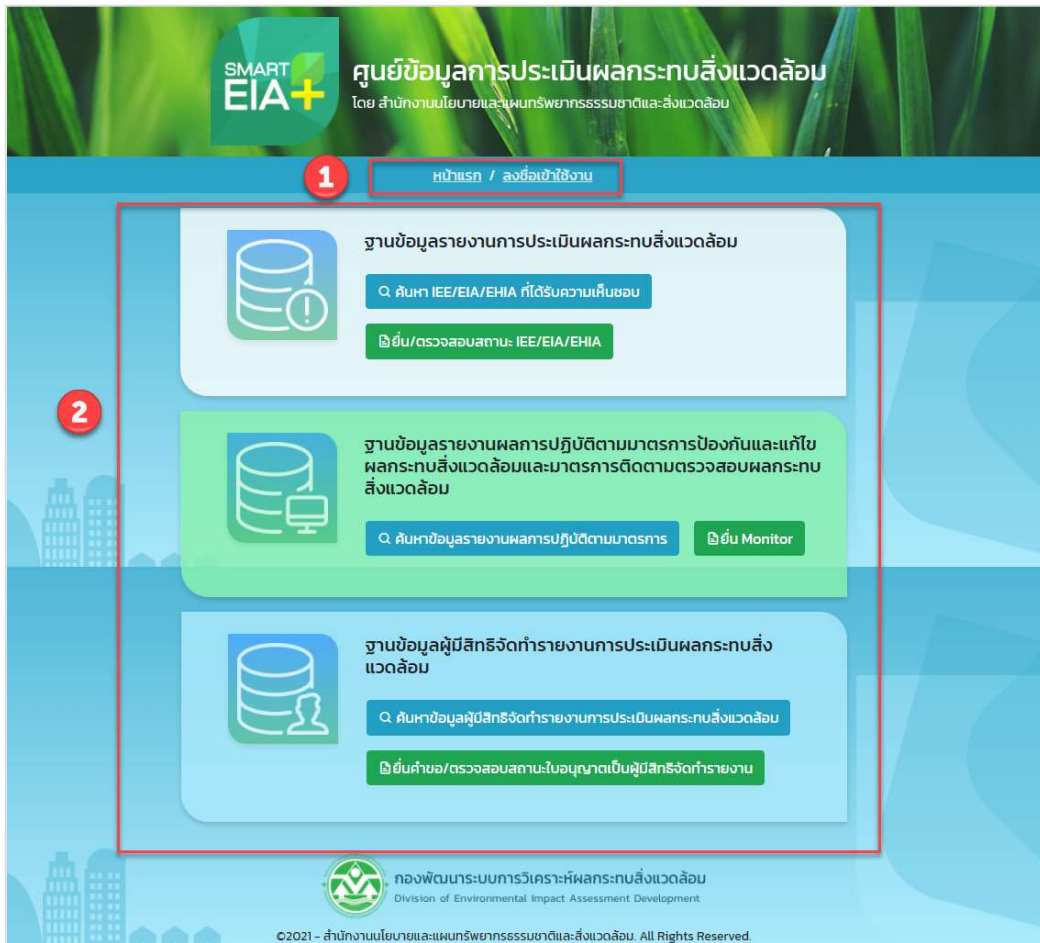 SMART
EIA+
ศูนย์ข้อมูลการประเมินผลกระทบสิ่งแวดล้อม
โดย สำนักงานนโยบายและแผนทรัพยากรธรรมชาติและสิ่งแวดล้อม
1
หน้าแรก / ลงชื่อเข้าใช้งาน
2
ฐานข้อมูลรายงานการประเมินผลกระทบสิ่งแวดล้อม
ค้นหา IEE/EIA/EHIA ที่ได้รับความเห็นชอบ
ยื่น/ตรวจสอบสถานะ IEE/EIA/EHIA
ฐานข้อมูลรายงานผลการปฏิบัติตามมาตรการป้องกันและแก้ไข
ผลกระทบสิ่งแวดล้อมและมาตรการติดตามตรวจสอบผลกระทบ
สิ่งแวดล้อม
ค้นหาข้อมูลรายงานผลการปฏิบัติตามมาตรการ ยื่น Monitor
ฐานข้อมูลผู้มีสิทธิจัดทำรายงานการประเมินผลกระทบสิ่ง
แวดล้อม
ค้นหาข้อมูลผู้มีสิทธิจัดทำรายงานการประเมินผลกระทบสิ่งแวดล้อม
ยื่นคำขอ/ตรวจสอบสถานะใบอนุญาตเป็นผู้มีสิทธิจัดทำรายงาน
กองพัฒนาระบบการวิเคราะห์ผลกระทบสิ่งแวดล้อม
Division of Environmental Impact Assessment Development
©2021 - สำนักงานนโยบายและแผนทรัพยากรธรรมชาติและสิ่งแวดล้อม. All Rights Reserved.